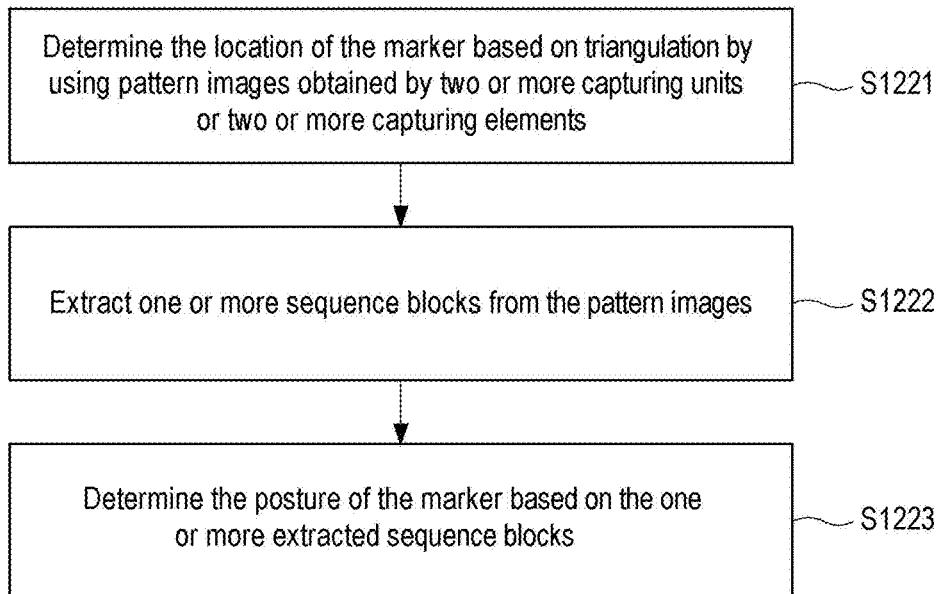 Determine the location of the marker based on triangulation by
using pattern images obtained by two or more capturing units
or two or more capturing elements
S1221
Extract one or more sequence blocks from the pattern images
S1222
Determine the posture of the marker based on the one
or more extracted sequence blocks
S1223